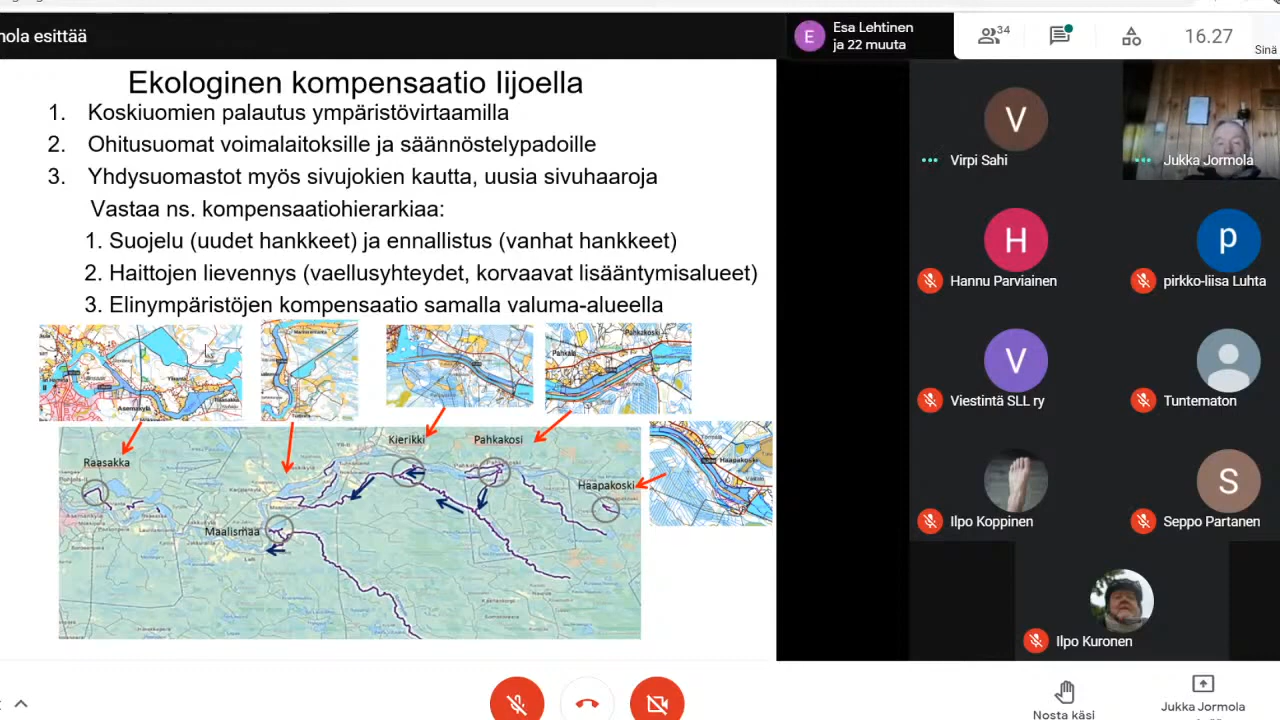 nola esittää
E
Esa Lehtinen
ja 22 muuta
34
16.27
Sinä
Ekologinen kompensaatio Iijoella
1. Koskiuomien palautus ympäristövirtaamilla
2. Ohitusuomat voimalaitoksille ja säännöstelypadoille
3. Yhdysuomastot myös sivujokien kautta, uusia sivuhaaroja
Vastaa ns. kompensaatiohierarkiaa:
1. Suojelu (uudet hankkeet) ja ennallistus (vanhat hankkeet)
2. Haittojen lievennys (vaellusyhteydet, korvaavat lisääntymisalueet)
3. Elinympäristöjen kompensaatio samalla valuma-alueella
Asemakylä
Pahkakoski
Pahkala
Haapakoski
Raasakka
Kierikki
Pahkakosi
Haapakoski
Maalismaa
V
Virpi Sahi
Jukka Jormola
H
Hannu Parviainen
p
pirkko-liisa Luhta
V
Viestintä SLL ry
Tuntematon
Ilpo Koppinen
S
Seppo Partanen
Ilpo Kuronen
Nosta käsi
Jukka Jormola